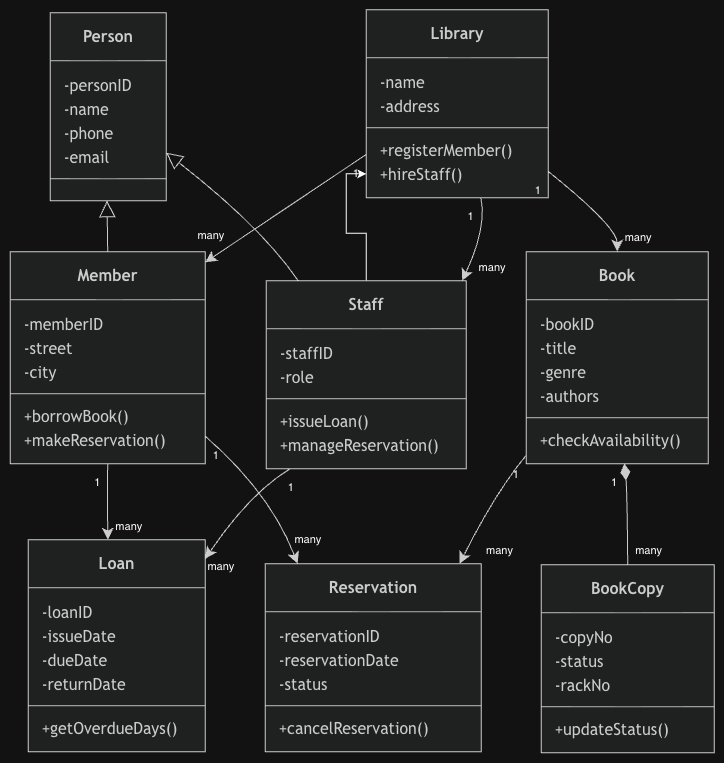 Person
-personID
-name
-phone
-email
Library
-name
-address
+registerMember()
+hireStaff()
1
1
1
many
many
many
Member
-memberID
-street
-city
+borrowBook()
+makeReservation()
Staff
-staffID
-role
+issueLoan()
+manageReservation()
Book
-bookID
-title
-genre
-authors
+checkAvailability()
1
1
1
1
1
many
many
many
many
many
Loan
-loanID
-issueDate
-dueDate
-returnDate
+getOverdueDays()
Reservation
-reservationID
-reservationDate
-status
+cancelReservation()
BookCopy
-copyNo
-status
-rackNo
+updateStatus()